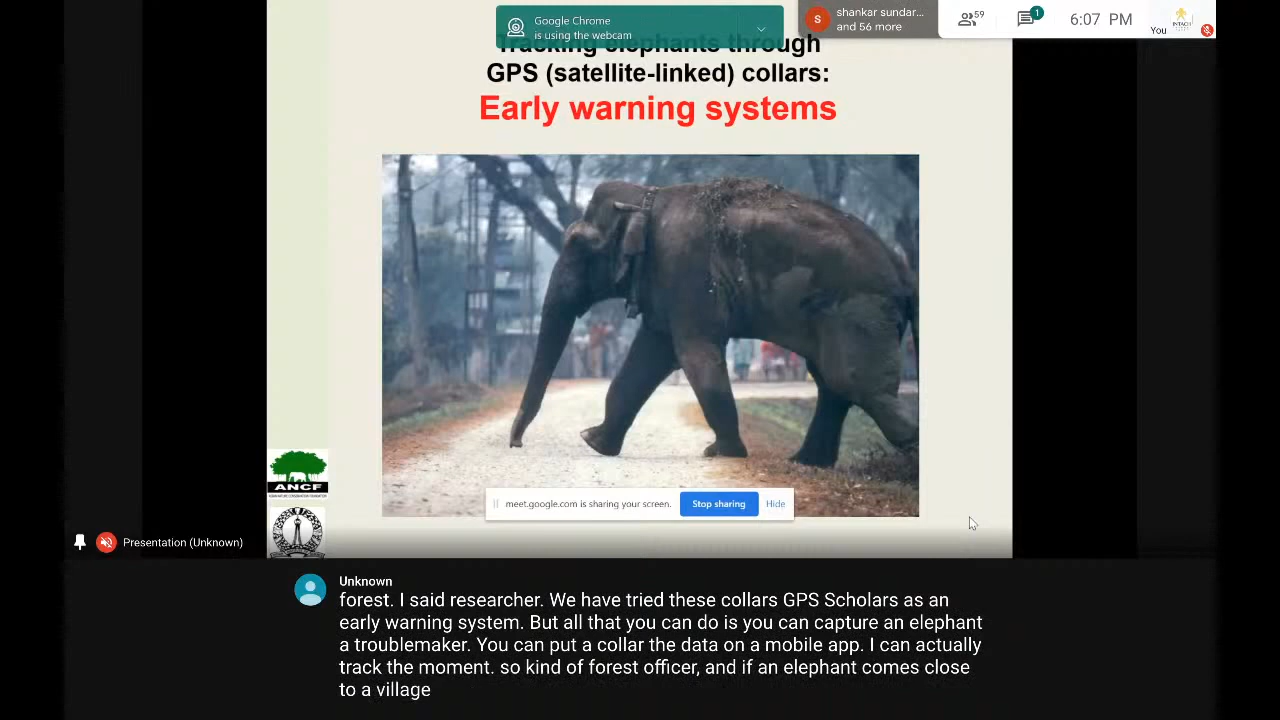 Google Chrome
is using the webcam
shankar sundar...
and 56 more
S
59
1
6:07 PM
You
Tracking elephants through
GPS (satellite-linked) collars:
Early warning systems
ANCF
meet.google.com is sharing your screen.
Stop sharing
Hide
Presentation (Unknown)
Unknown
forest. I said researcher. We have tried these collars GPS Scholars as an
early warning system. But all that you can do is you can capture an elephant
a troublemaker. You can put a collar the data on a mobile app. I can actually
track the moment. so kind of forest officer, and if an elephant comes close
to a village